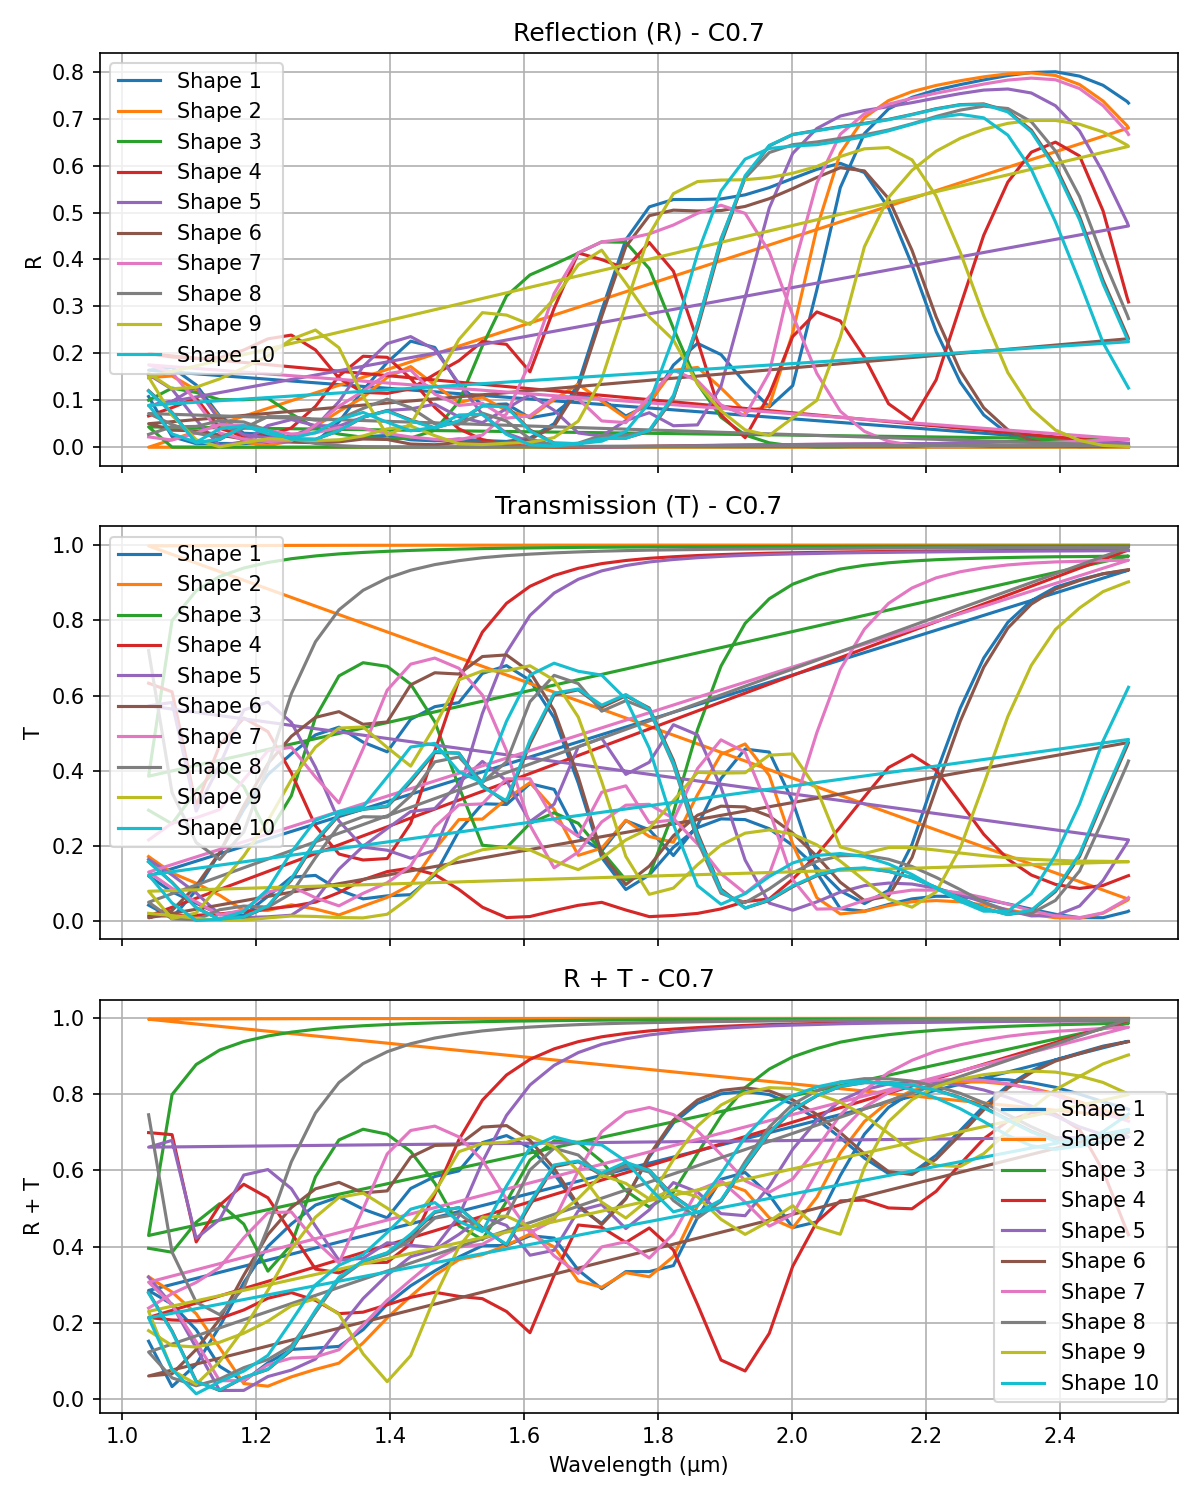 Reflection (R) - C0.7
R
0.8
0.7
0.6
0.5
0.4
0.3
0.2
0.1
0.0
Shape 1
Shape 2
Shape 3
Shape 4
Shape 5
Shape 6
Shape 7
Shape 8
Shape 9
Shape 10
Transmission (T) - C0.7
T
1.0
0.8
0.6
0.4
0.2
0.0
Shape 1
Shape 2
Shape 3
Shape 4
Shape 5
Shape 6
Shape 7
Shape 8
Shape 9
Shape 10
R + T - C0.7
R + T
1.0
0.8
0.6
0.4
0.2
0.0
Shape 1
Shape 2
Shape 3
Shape 4
Shape 5
Shape 6
Shape 7
Shape 8
Shape 9
Shape 10
1.0 1.2 1.4 1.6 1.8 2.0 2.2 2.4
Wavelength (μm)